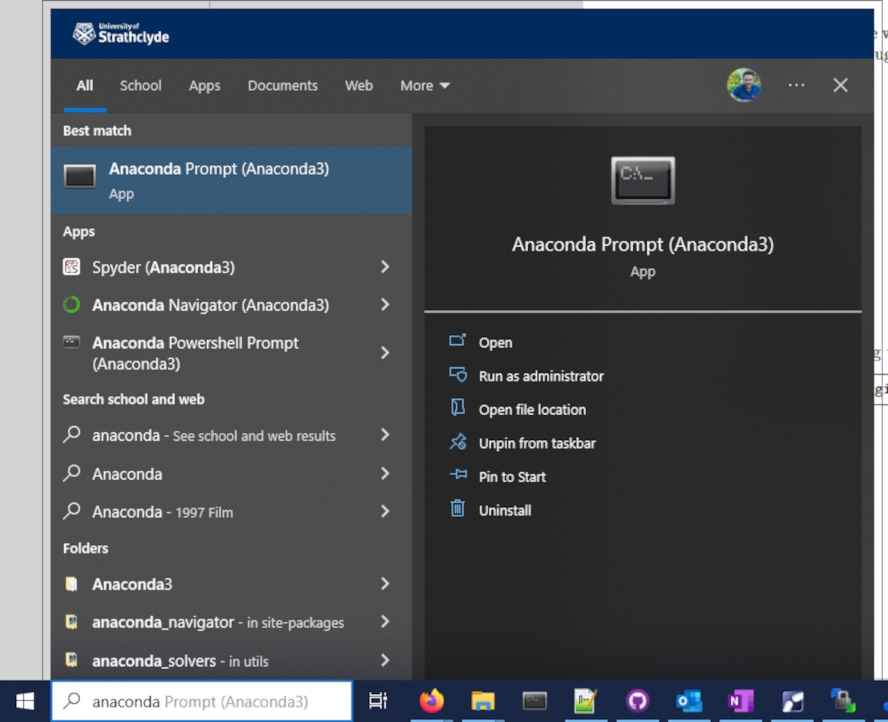 University of
Strathclyde
All School Apps Documents Web More
Best match
Anaconda Prompt (Anaconda3)
App
Apps
Spyder (Anaconda3)
Anaconda Navigator (Anaconda3)
Anaconda Powershell Prompt
(Anaconda3)
Search school and web
anaconda - See school and web results
Anaconda
Anaconda - 1997 Film
Folders
Anaconda3
anaconda_navigator - in site-packages
anaconda_solvers - in utils
C:\_
Anaconda Prompt (Anaconda3)
App
Open
Run as administrator
Open file location
Unpin from taskbar
Pin to Start
Uninstall
anaconda Prompt (Anaconda3)